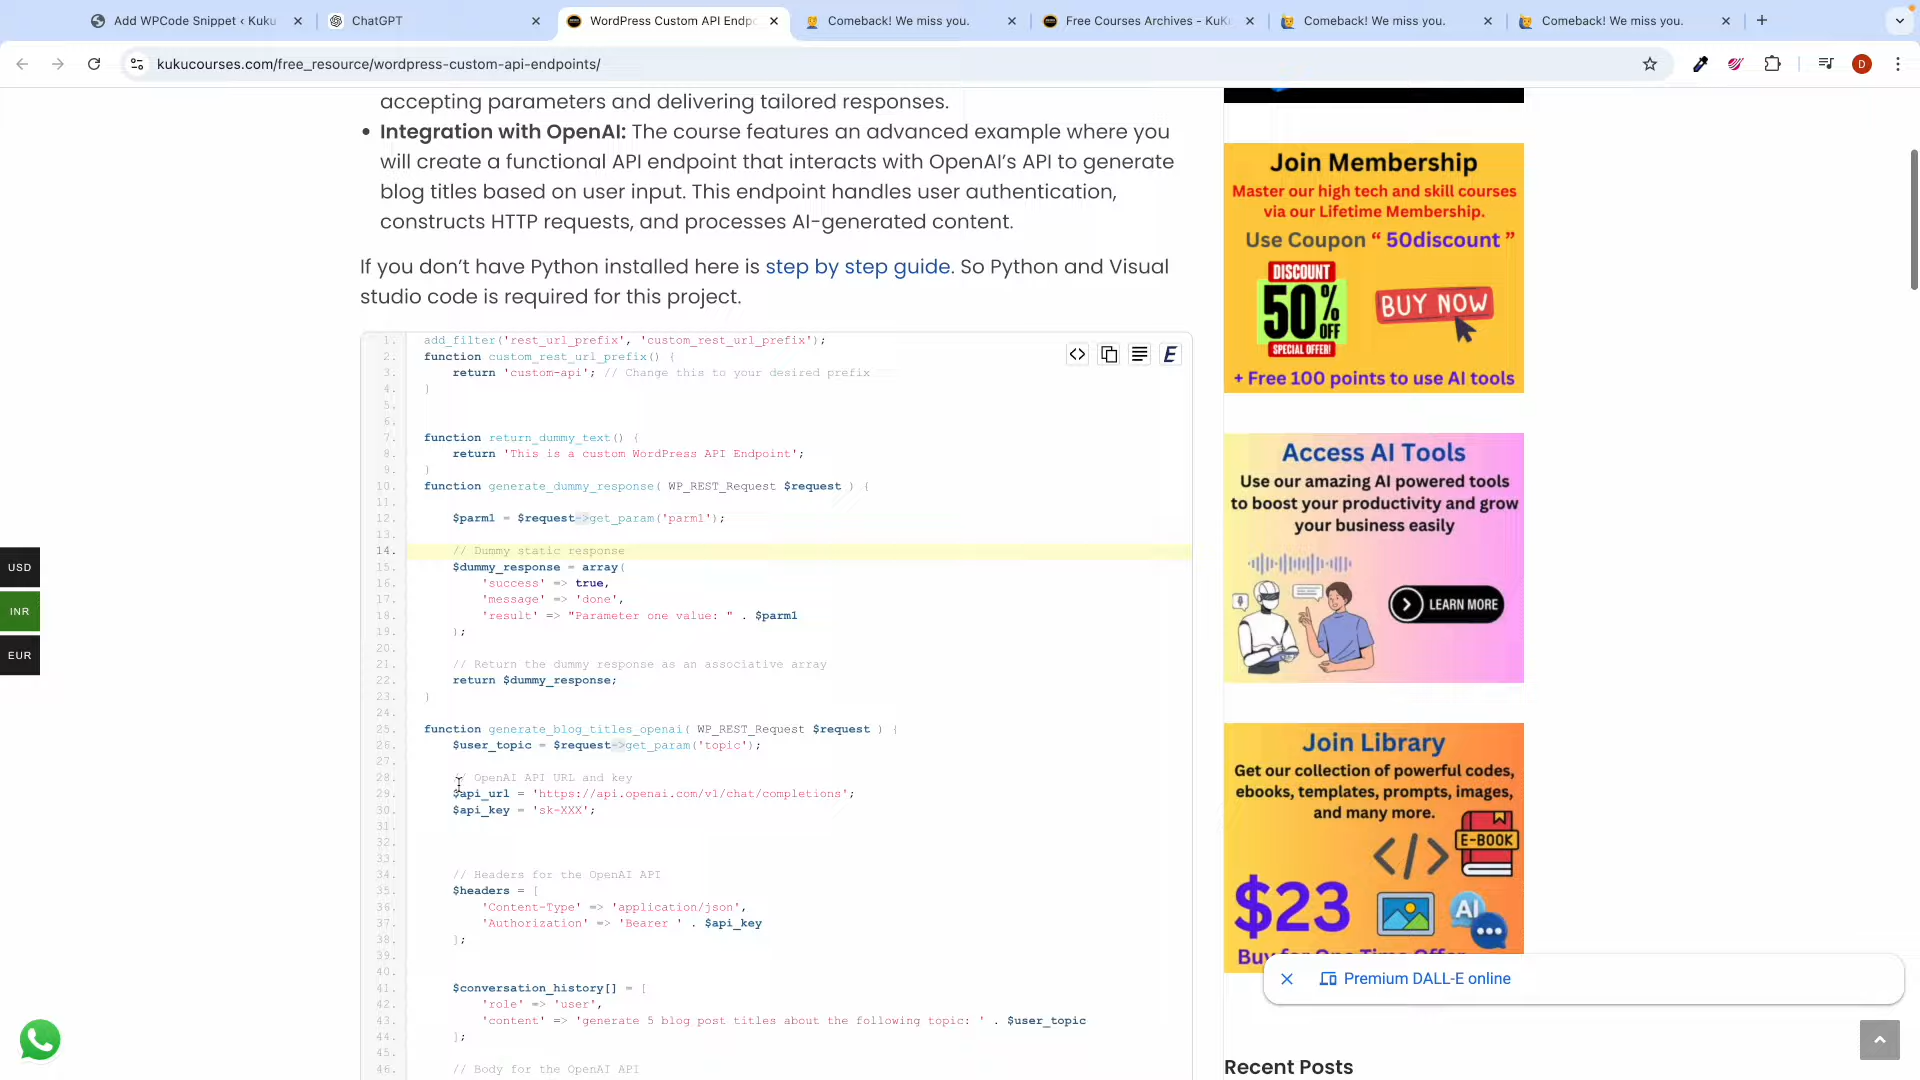 Add WPCode Snippet ‹ Kuku
ChatGPT
WordPress Custom API Endpo
Comeback! We miss you.
Free Courses Archives - KuK
Comeback! We miss you.
Comeback! We miss you.
kukucourses.com/free_resource/wordpress-custom-api-endpoints/
D
accepting parameters and delivering tailored responses.
• Integration with OpenAI: The course features an advanced example where you
will create a functional API endpoint that interacts with OpenAI’s API to generate
blog titles based on user input. This endpoint handles user authentication,
constructs HTTP requests, and processes AI-generated content.
If you don’t have Python installed here is step by step guide. So Python and Visual
studio code is required for this project.
1. add_filter('rest_url_prefix', 'custom_rest_url_prefix');
2. function custom_rest_url_prefix() {
3. return 'custom-api'; // Change this to your desired prefix
4. }
5.
6.
7. function return_dummy_text() {
8. return 'This is a custom WordPress API Endpoint';
9. }
10. function generate_dummy_response( WP_REST_Request $request ) {
11.
12. $parm1 = $request->get_param('parm1');
13.
14. // Dummy static response
15. $dummy_response = array(
16. 'success' => true,
17. 'message' => 'done',
18. 'result' => "Parameter one value: " . $parm1
19. );
20.
21. // Return the dummy response as an associative array
22. return $dummy_response;
23. }
24.
25. function generate_blog_titles_openai( WP_REST_Request $request ) {
26. $user_topic = $request->get_param('topic');
27.
28. // OpenAI API URL and key
29. $api_url = 'https://api.openai.com/v1/chat/completions';
30. $api_key = 'sk-XXX';
31.
32.
33.
34. // Headers for the OpenAI API
35. $headers = [
36. 'Content-Type' => 'application/json',
37. 'Authorization' => 'Bearer ' . $api_key
38. ];
39.
40.
41. $conversation_history[] = [
42. 'role' => 'user',
43. 'content' => 'generate 5 blog post titles about the following topic: ' . $user_topic
44. ];
45.
46. // Body for the OpenAI API
E
USD
INR
EUR
Join Membership
Master our high tech and skill courses
via our Lifetime Membership.
Use Coupon “ 50discount ”
DISCOUNT
50% OFF
SPECIAL OFFER!
BUY NOW
+ Free 100 points to use AI tools
Access AI Tools
Use our amazing AI powered tools
to boost your productivity and grow
your business easily
LEARN MORE
Join Library
Get our collection of powerful codes,
ebooks, templates, prompts, images,
and many more.
E-BOOK
</>
$23
AI
Buy for One Time Offer
Premium DALL-E online
Recent Posts